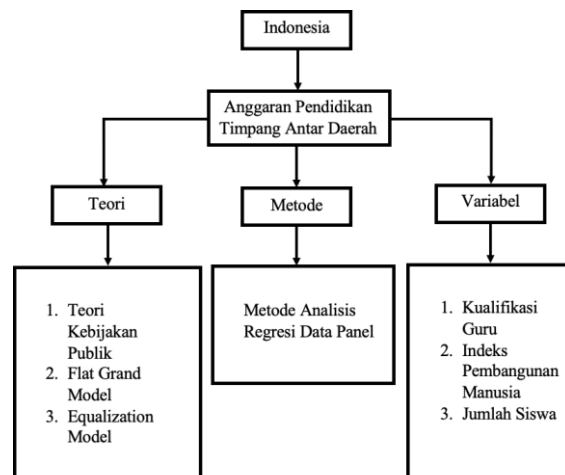 Indonesia
Anggaran Pendidikan
Timpang Antar Daerah
Teori
Metode
Variabel
1. Teori
Kebijakan
Publik
2. Flat Grand
Model
3. Equalization
Model
Metode Analisis
Regresi Data Panel
1. Kualifikasi
Guru
2. Indeks
Pembangunan
Manusia
3. Jumlah Siswa